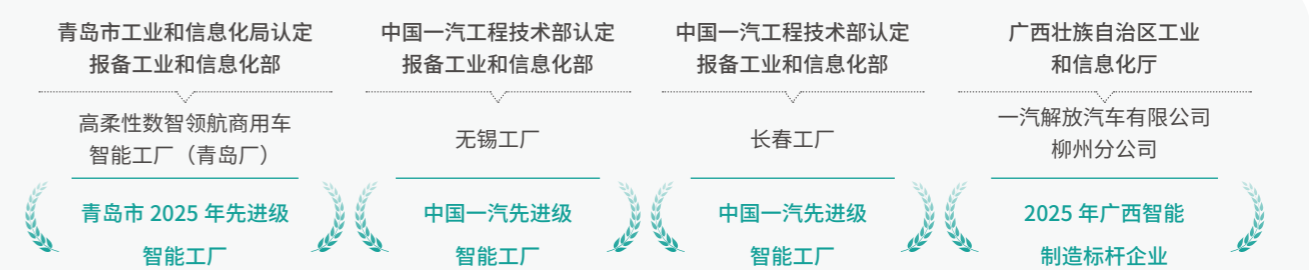 青岛市工业和信息化局认定
报备工业和信息化部
高柔性数智领航商用车
智能工厂（青岛厂）
青岛市 2025 年先进级
智能工厂
中国一汽工程技术部认定
报备工业和信息化部
无锡工厂
中国一汽先进级
智能工厂
中国一汽工程技术部认定
报备工业和信息化部
长春工厂
中国一汽先进级
智能工厂
广西壮族自治区工业
和信息化厅
一汽解放汽车有限公司
柳州分公司
2025 年广西智能
制造标杆企业